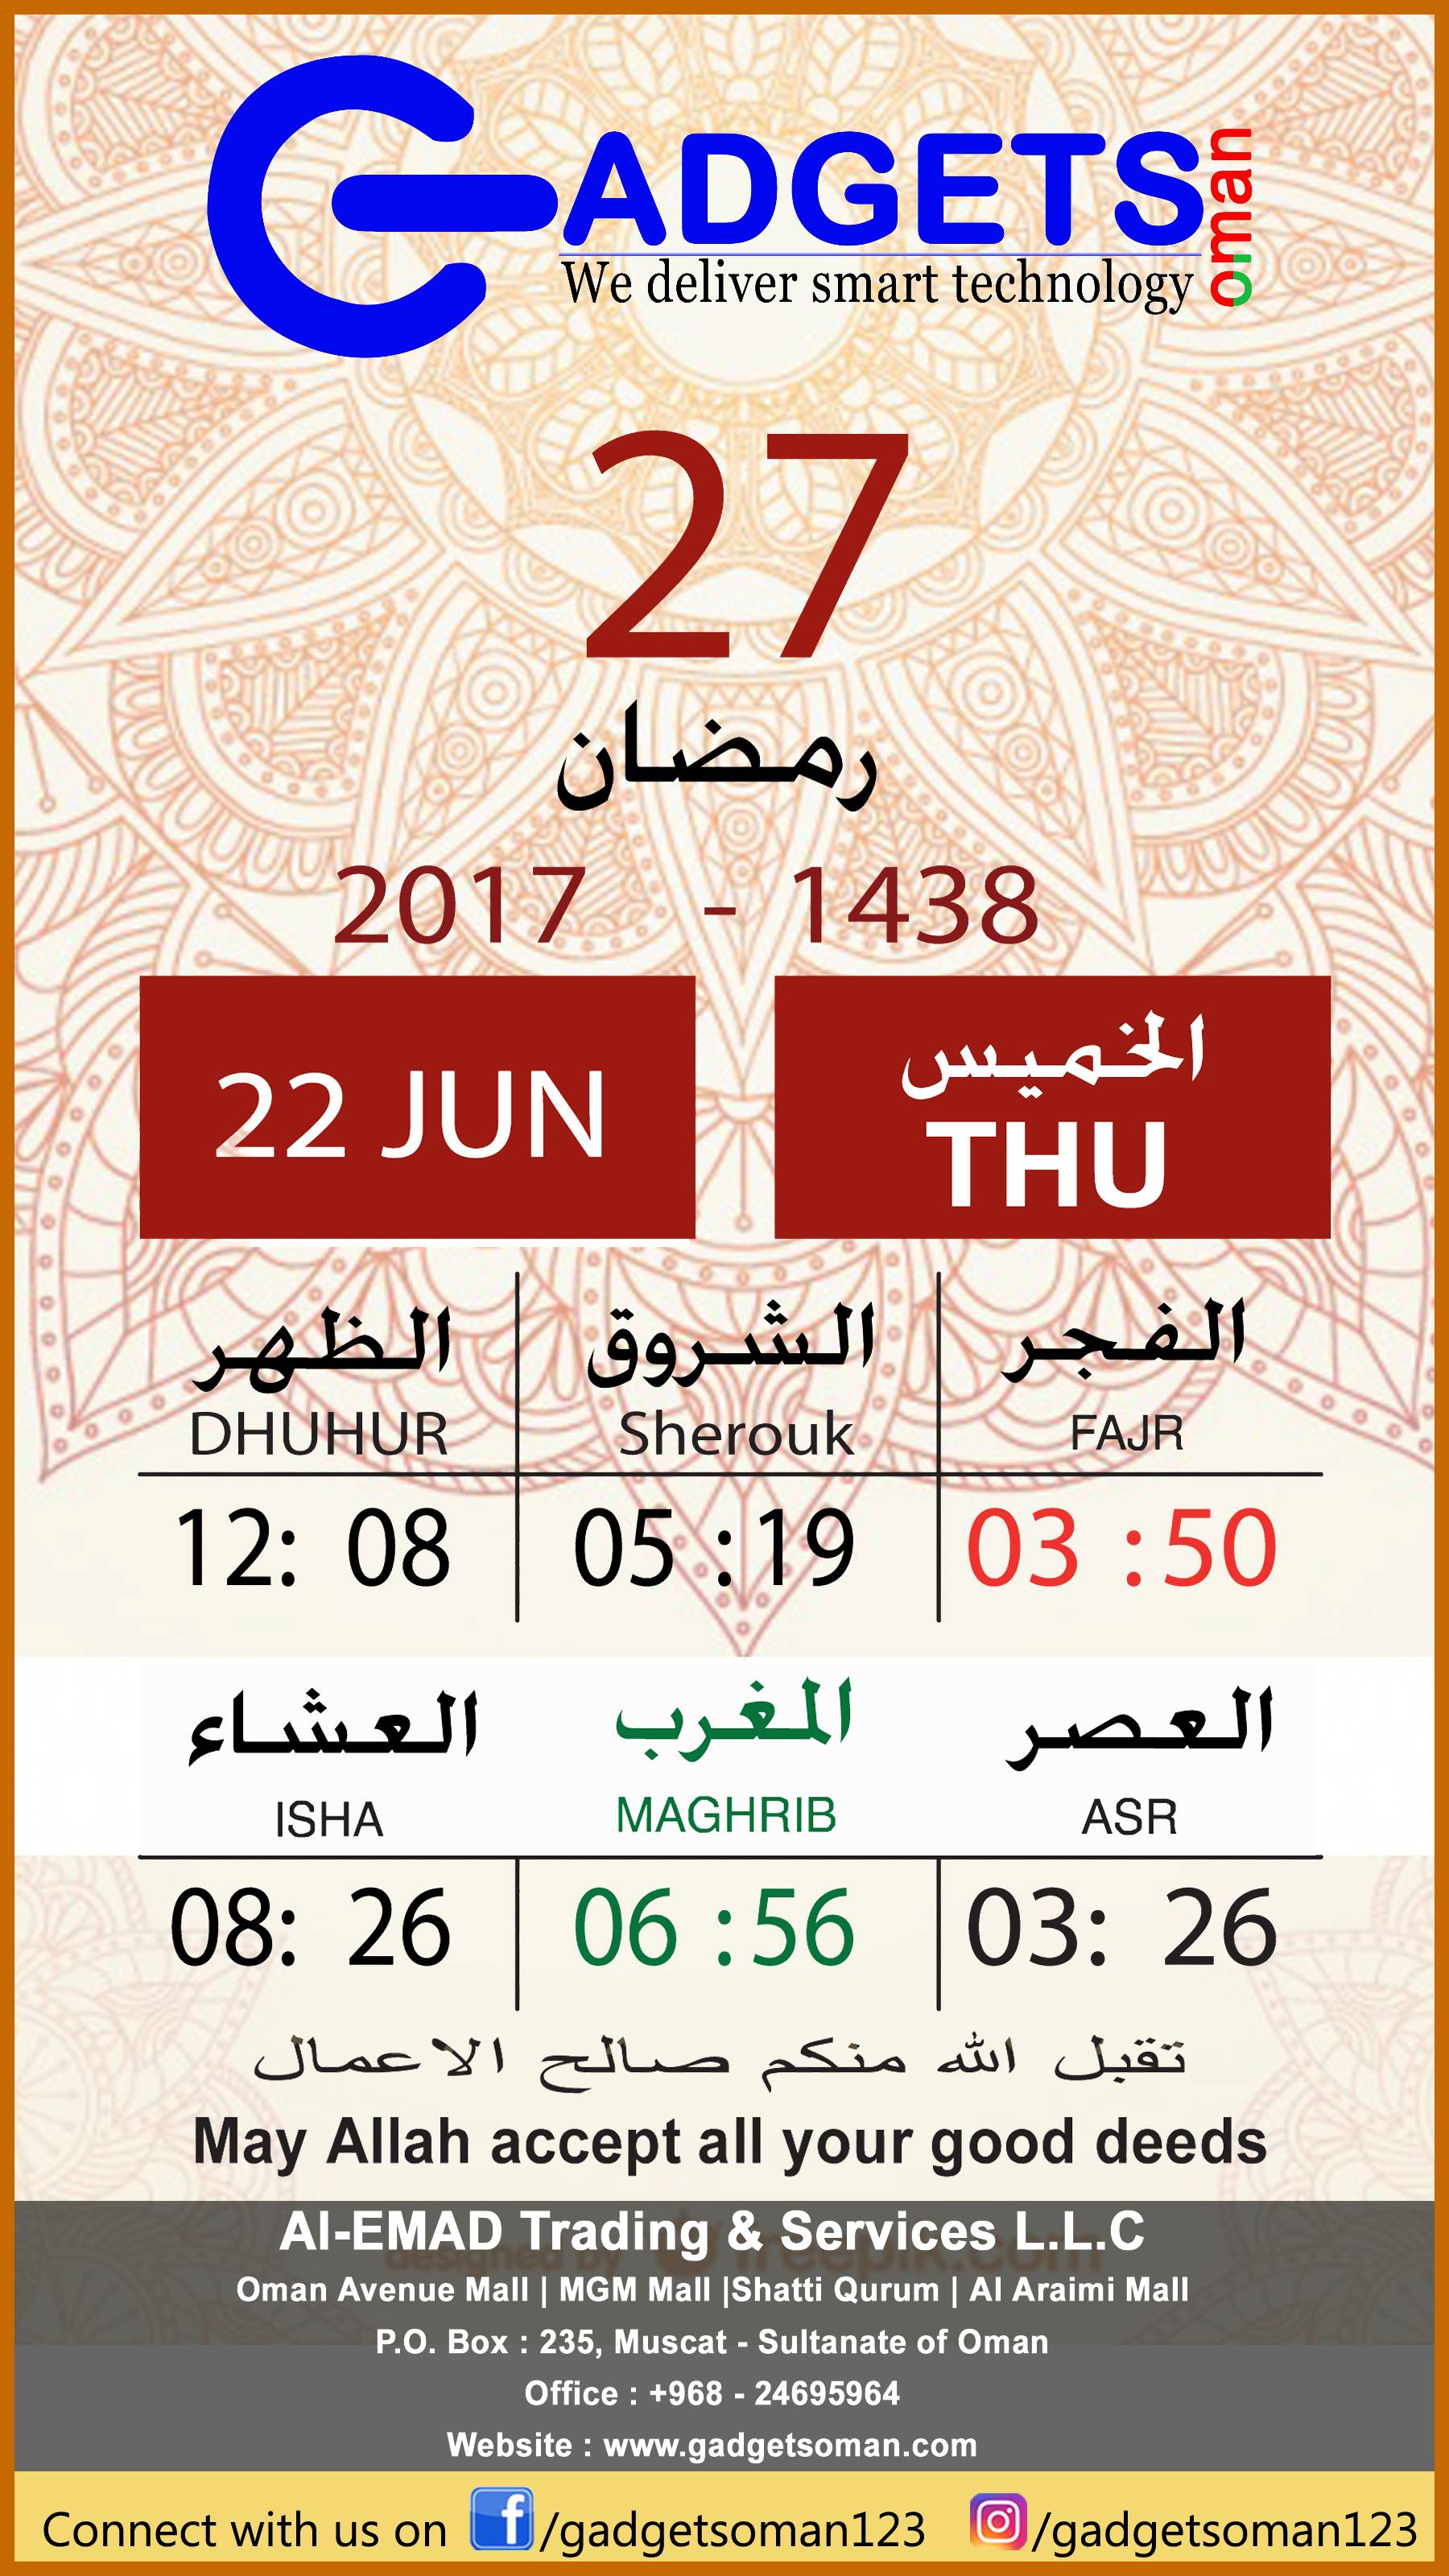 GADGETS oman
We deliver smart technology
27
رمضان
2017 - 1438
22 JUN
الخميس
THU
الظهر الشروق الفجر
DHUHUR Sherouk FAJR
12: 08 05 :19 03 :50
العشاء المغرب العصر
ISHA MAGHRIB ASR
08: 26 06 :56 03: 26
تقبل الله منكم صالح الاعمال
May Allah accept all your good deeds
Al-EMAD Trading & Services L.L.C
designed by freepik.com
Oman Avenue Mall | MGM Mall |Shatti Qurum | Al Araimi Mall
P.O. Box : 235, Muscat - Sultanate of Oman
Office : +968 - 24695964
Website : www.gadgetsoman.com
Connect with us on f/gadgetsoman123 /gadgetsoman123